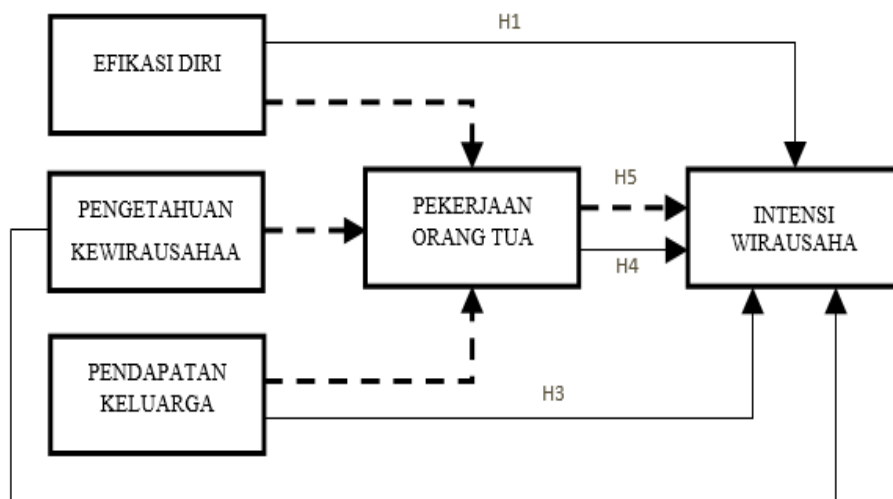 H1
EFIKASI DIRI
PENGETAHUAN
KEWIRAUSAHAA
PEKERJAAN
ORANG TUA
H5
H4
INTENSI
WIRAUSAHA
PENDAPATAN
KELUARGA
H3